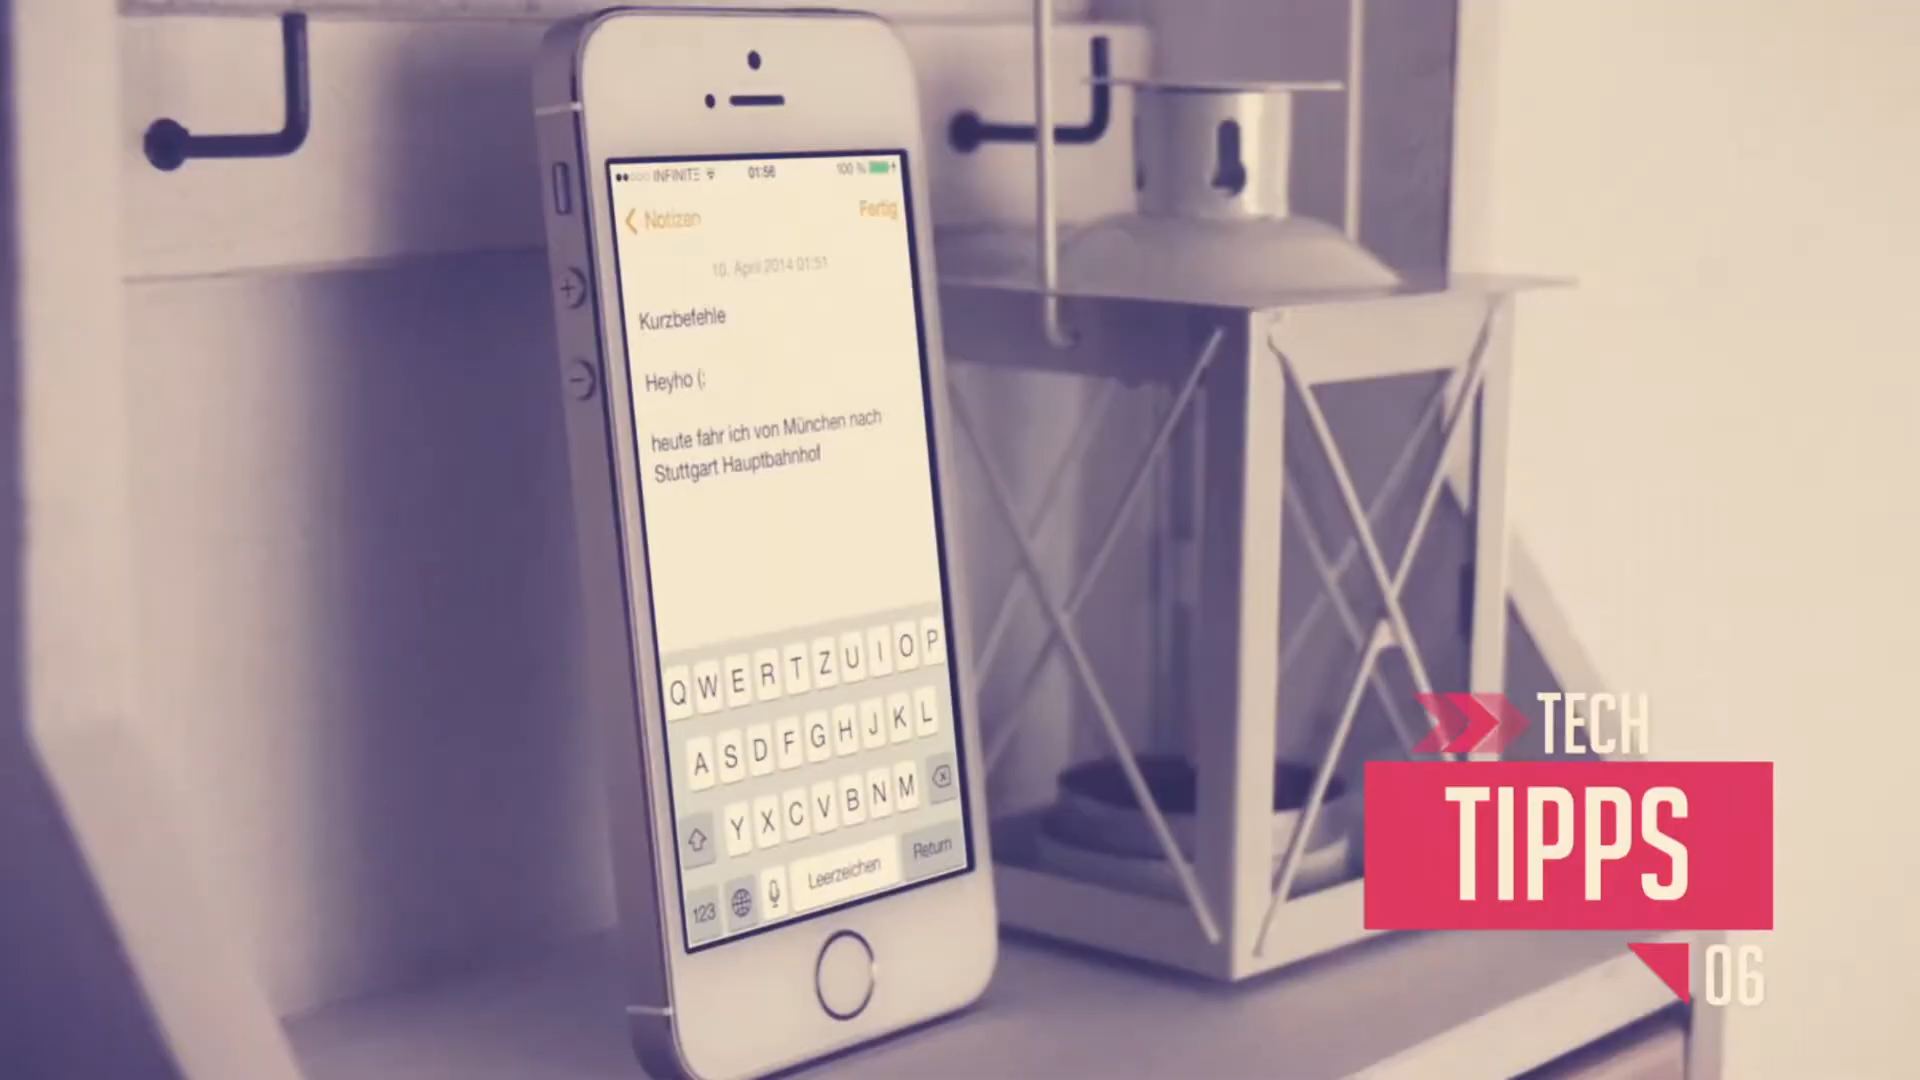 INFINITE 01:56 100 %
Notizen Fertig
10. April 2014 01:51
Kurzbefehle
Heyho (:
heute fahr ich von München nach
Stuttgart Hauptbahnhof
Q W E R T Z U I O P
A S D F G H J K L
Y X C V B N M
123 Leerzeichen Return
TECH
TIPPS
06